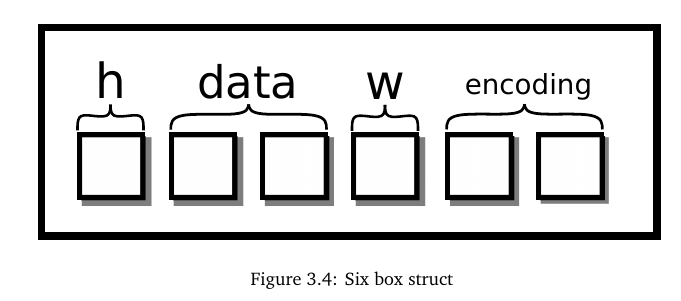 h data w encoding
Figure 3.4: Six box struct